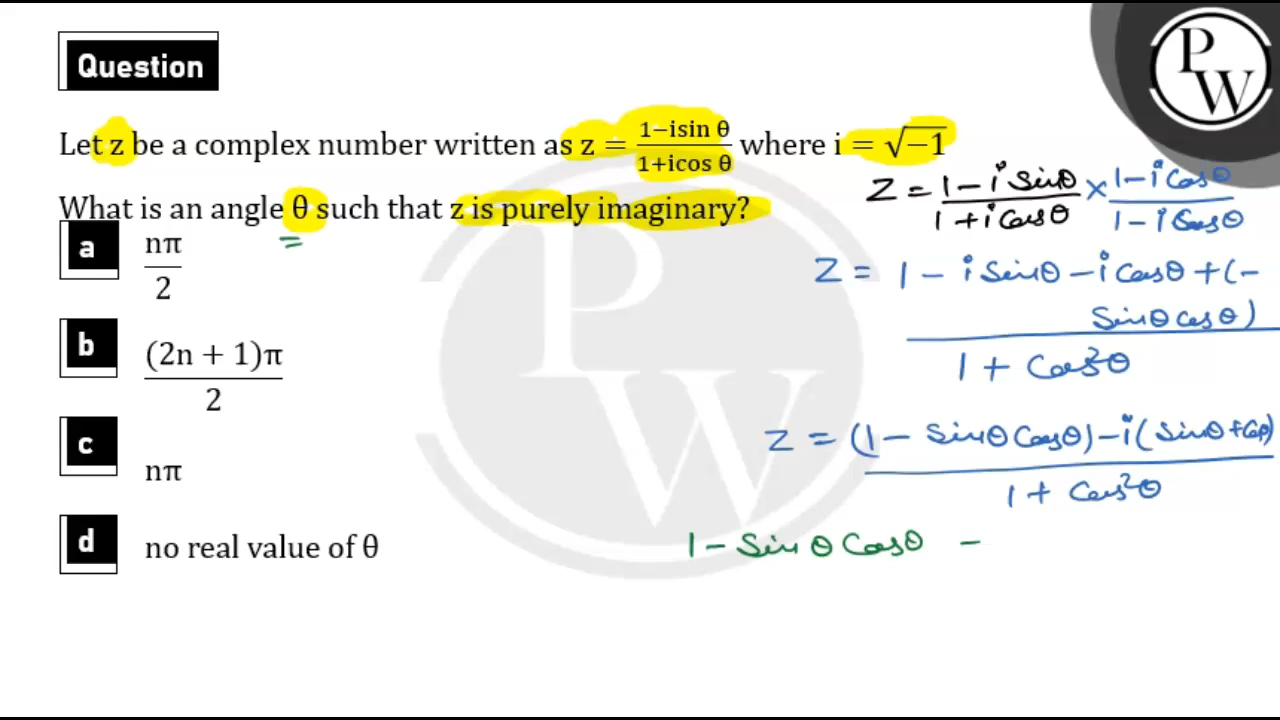 Question
PW
Let z be a complex number written as z = (1−isin θ)/(1+icos θ) where i = √−1
What is an angle θ such that z is purely imaginary?
=
a nπ/2
b (2n + 1)π/2
c nπ
d no real value of θ
Z = (1 − i Sinθ)/(1 + i Cosθ) × (1 − i Cosθ)/(1 − i Cosθ)
Z = 1 − i Sinθ − i Cosθ + (−
Sinθ Cosθ)
1 + Cos²θ
Z = (1 − Sinθ Cosθ) − i (Sinθ + Cosθ)
1 + Cos²θ
1 − Sinθ Cosθ =
PW